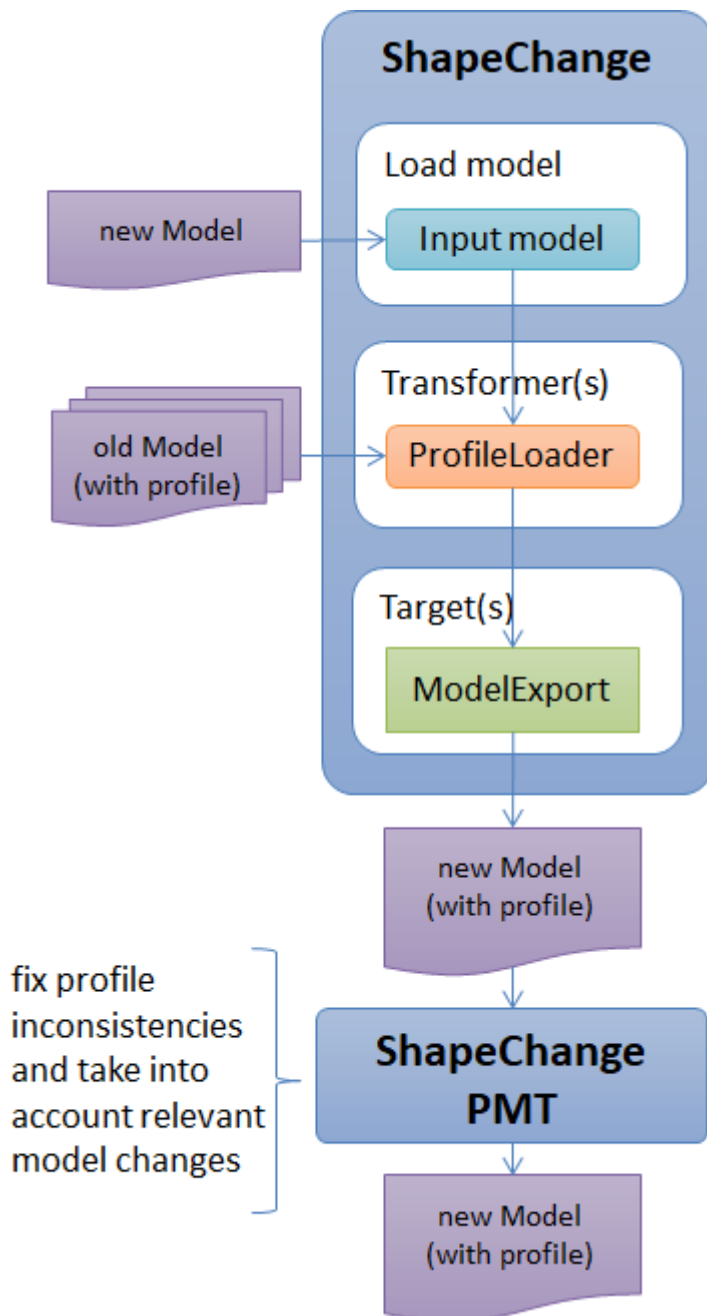 ShapeChange
Load model
new Model
Input model
Transformer(s)
old Model
(with profile)
ProfileLoader
Target(s)
ModelExport
new Model
(with profile)
fix profile
inconsistencies
and take into
account relevant
model changes
ShapeChange
PMT
new Model
(with profile)